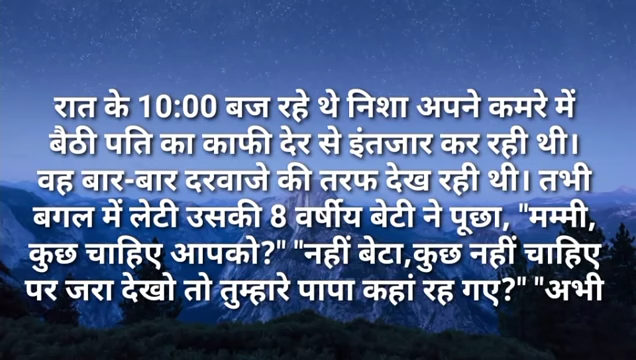 रात के 10:00 बज रहे थे निशा अपने कमरे में
बैठी पति का काफी देर से इंतजार कर रही थी।
वह बार-बार दरवाजे की तरफ देख रही थी। तभी
बगल में लेटी उसकी 8 वर्षीय बेटी ने पूछा, "मम्मी,
कुछ चाहिए आपको?" "नहीं बेटा,कुछ नहीं चाहिए
पर जरा देखो तो तुम्हारे पापा कहां रह गए?" "अभी